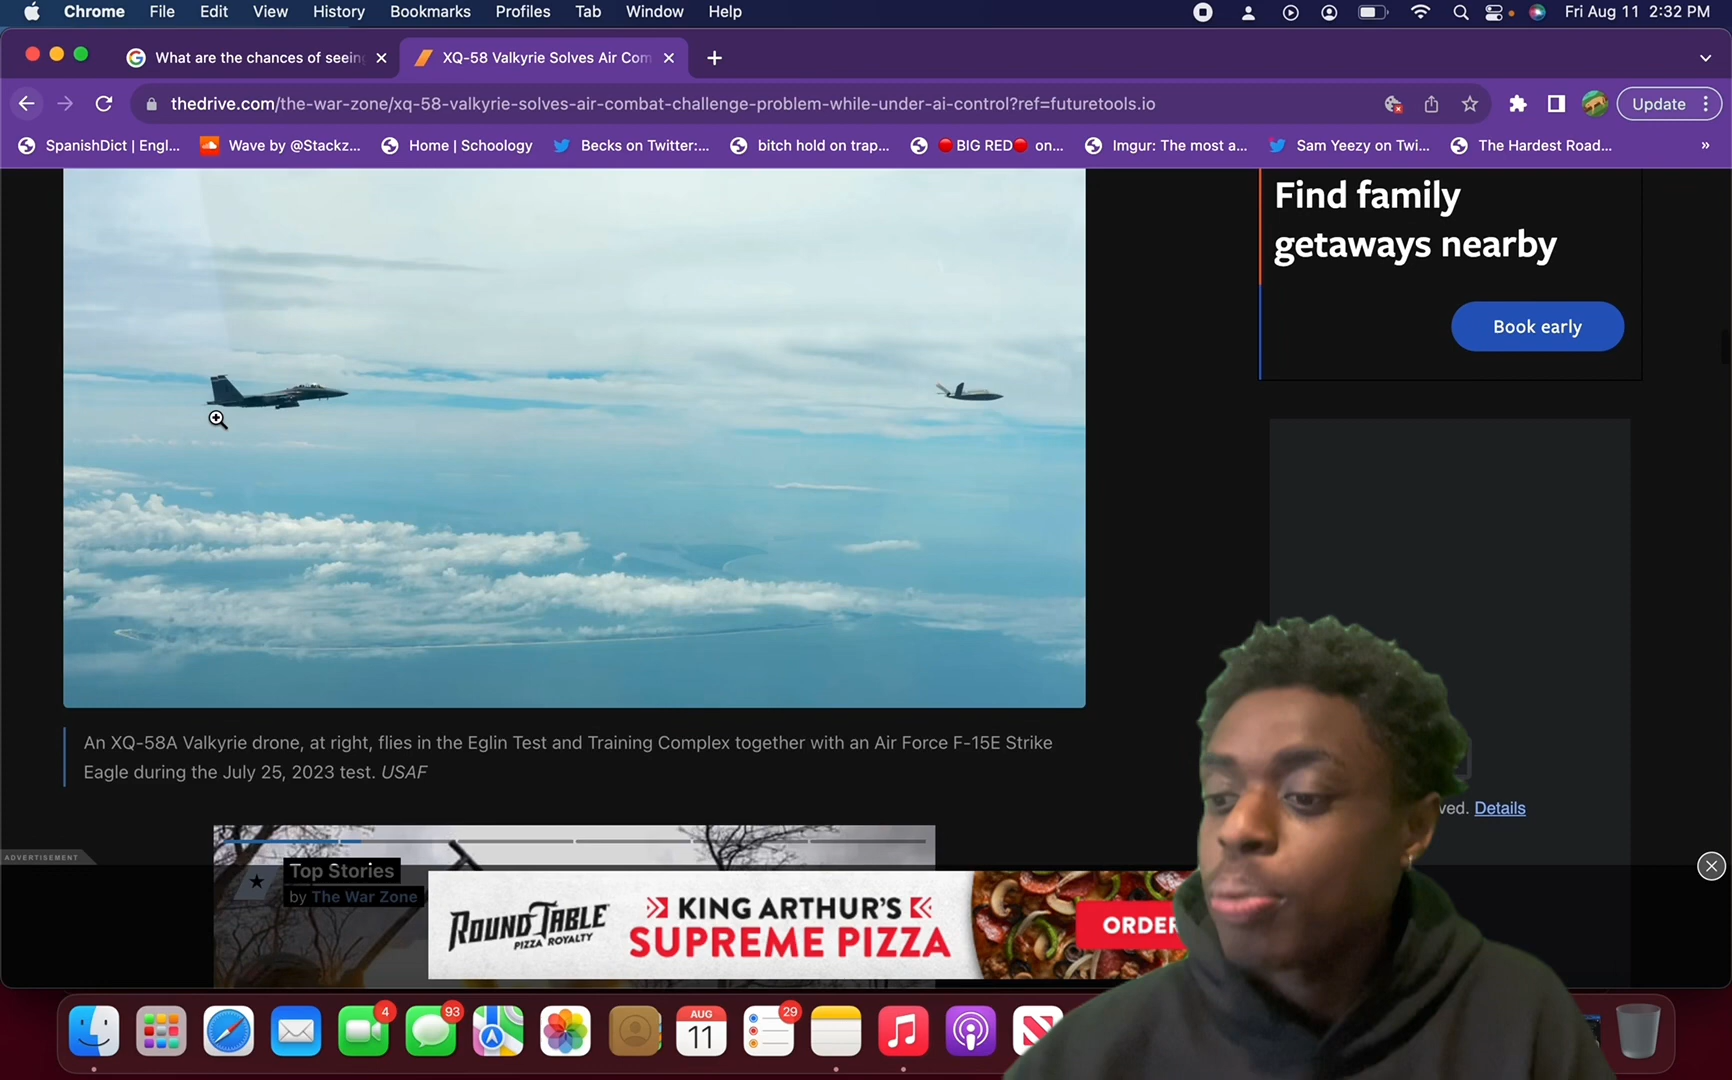 Chrome File Edit View History Bookmarks Profiles Tab Window Help Fri Aug 11 2:32 PM
What are the chances of seein XQ-58 Valkyrie Solves Air Com
thedrive.com/the-war-zone/xq-58-valkyrie-solves-air-combat-challenge-problem-while-under-ai-control?ref=futuretools.io Update
SpanishDict | Engl... Wave by @Stackz... Home | Schoology Becks on Twitter:... bitch hold on trap... 🔴BIG RED🔴 on... Imgur: The most a... Sam Yeezy on Twi... The Hardest Road... »
Find family
getaways nearby
Book early
An XQ-58A Valkyrie drone, at right, flies in the Eglin Test and Training Complex together with an Air Force F-15E Strike
Eagle during the July 25, 2023 test. USAF
ved. Details
ADVERTISEMENT
Top Stories
by The War Zone
ROUND TABLE
PIZZA ROYALTY
KING ARTHUR'S
SUPREME PIZZA
ORDER
4 93 AUG 29
11